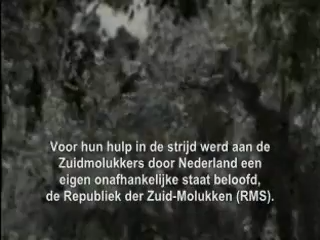 Voor hun hulp in de strijd werd aan de
Zuidmolukkers door Nederland een
eigen onafhankelijke staat beloofd,
de Republiek der Zuid-Molukken (RMS).